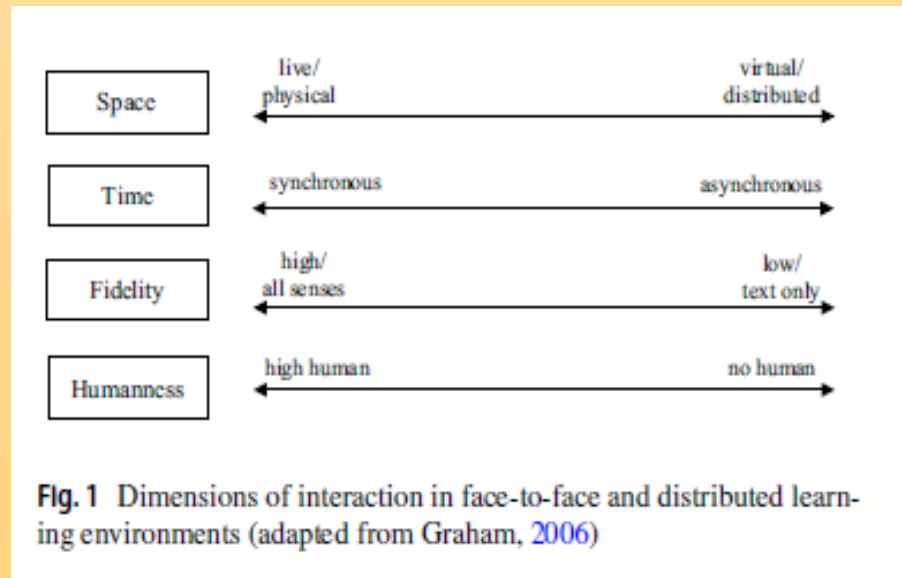 live/
physical
virtual/
distributed
Space
synchronous
asynchronous
Time
high/
all senses
low/
text only
Fidelity
high human
no human
Humanness
Fig. 1 Dimensions of interaction in face-to-face and distributed learn-
ing environments (adapted from Graham, 2006)